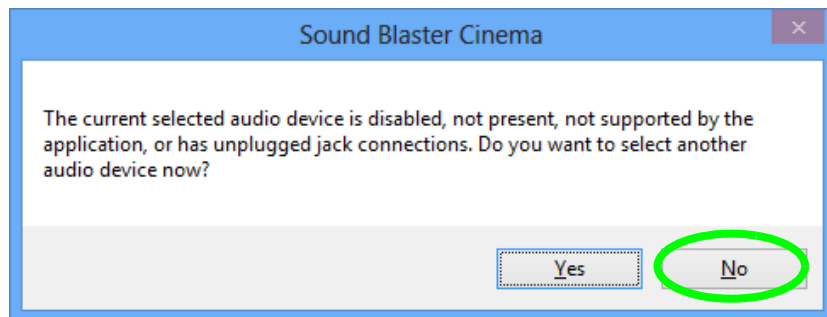 Sound Blaster Cinema
The current selected audio device is disabled, not present, not supported by the
application, or has unplugged jack connections. Do you want to select another
audio device now?
Yes No